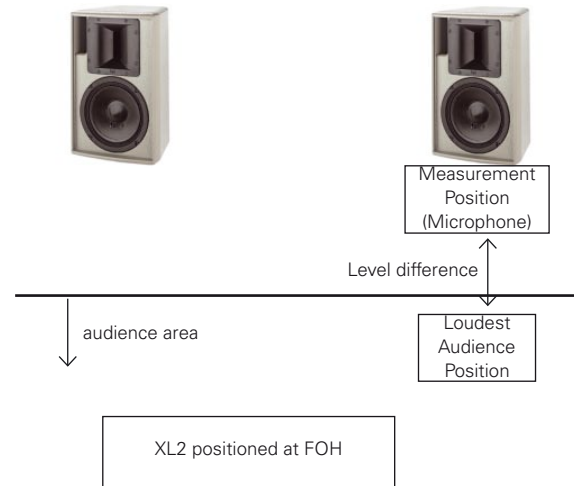 Measurement
Position
(Microphone)
Level difference
audience area
Loudest
Audience
Position
XL2 positioned at FOH